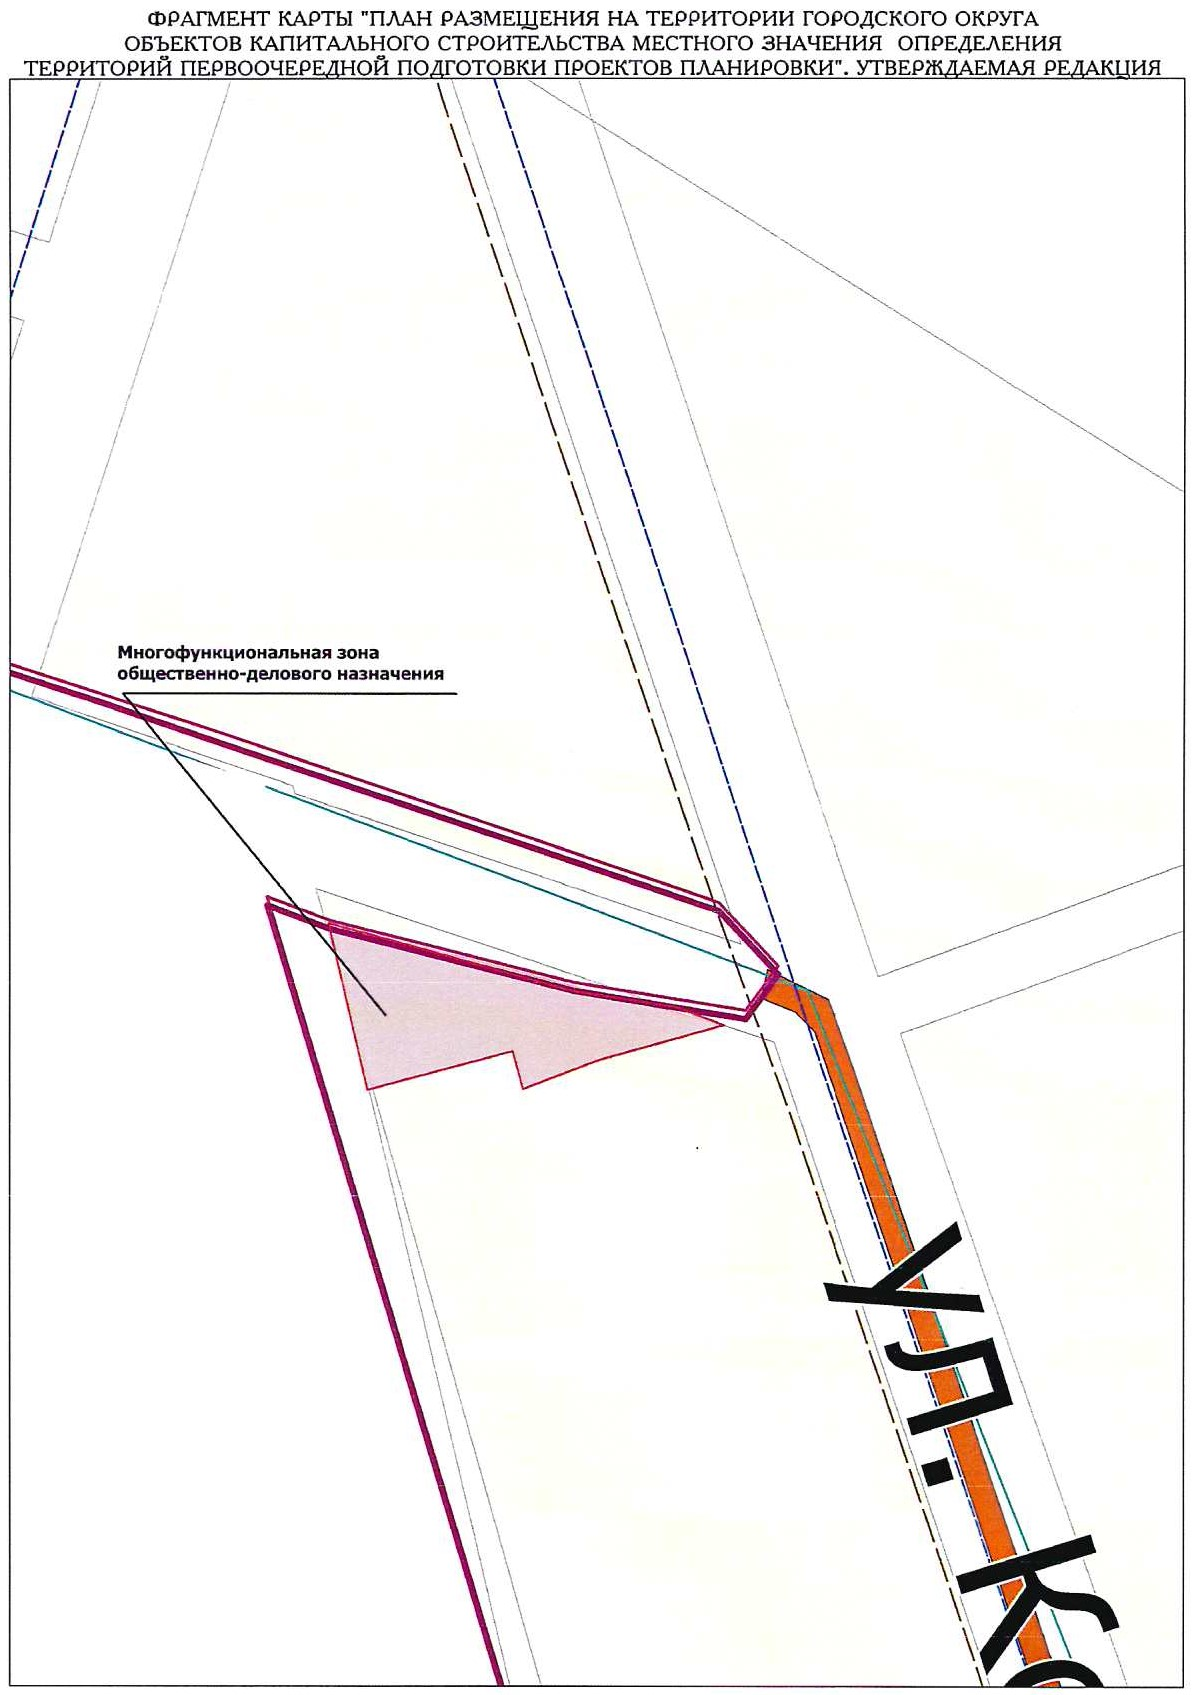 ФРАГМЕНТ КАРТЫ "ПЛАН РАЗМЕЩЕНИЯ НА ТЕРРИТОРИИ ГОРОДСКОГО ОКРУГА
ОБЪЕКТОВ КАПИТАЛЬНОГО СТРОИТЕЛЬСТВА МЕСТНОГО ЗНАЧЕНИЯ ОПРЕДЕЛЕНИЯ
ТЕРРИТОРИЙ ПЕРВООЧЕРЕДНОЙ ПОДГОТОВКИ ПРОЕКТОВ ПЛАНИРОВКИ". УТВЕРЖДАЕМАЯ РЕДАКЦИЯ
Многофункциональная зона
общественно-делового назначения
ул. К